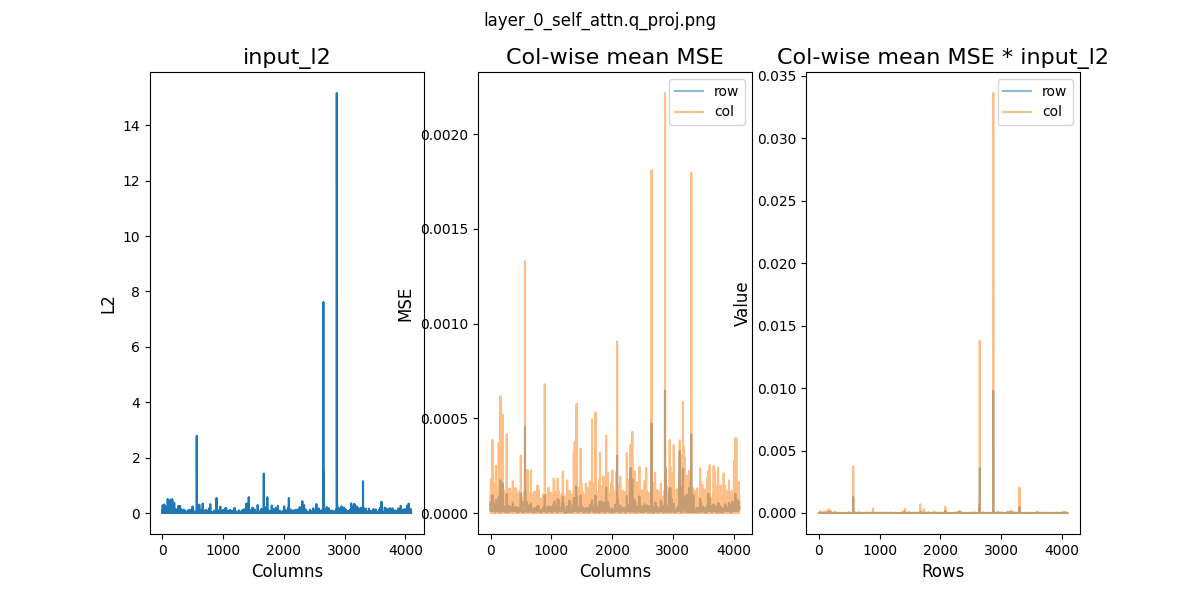 layer_0_self_attn.q_proj.png
input_l2
L2
14
12
10
8
6
4
2
0
0 1000 2000 3000 4000
Columns
Col-wise mean MSE
row
col
MSE
0.0020
0.0015
0.0010
0.0005
0.0000
0 1000 2000 3000 4000
Columns
Col-wise mean MSE * input_l2
row
col
Value
0.035
0.030
0.025
0.020
0.015
0.010
0.005
0.000
0 1000 2000 3000 4000
Rows